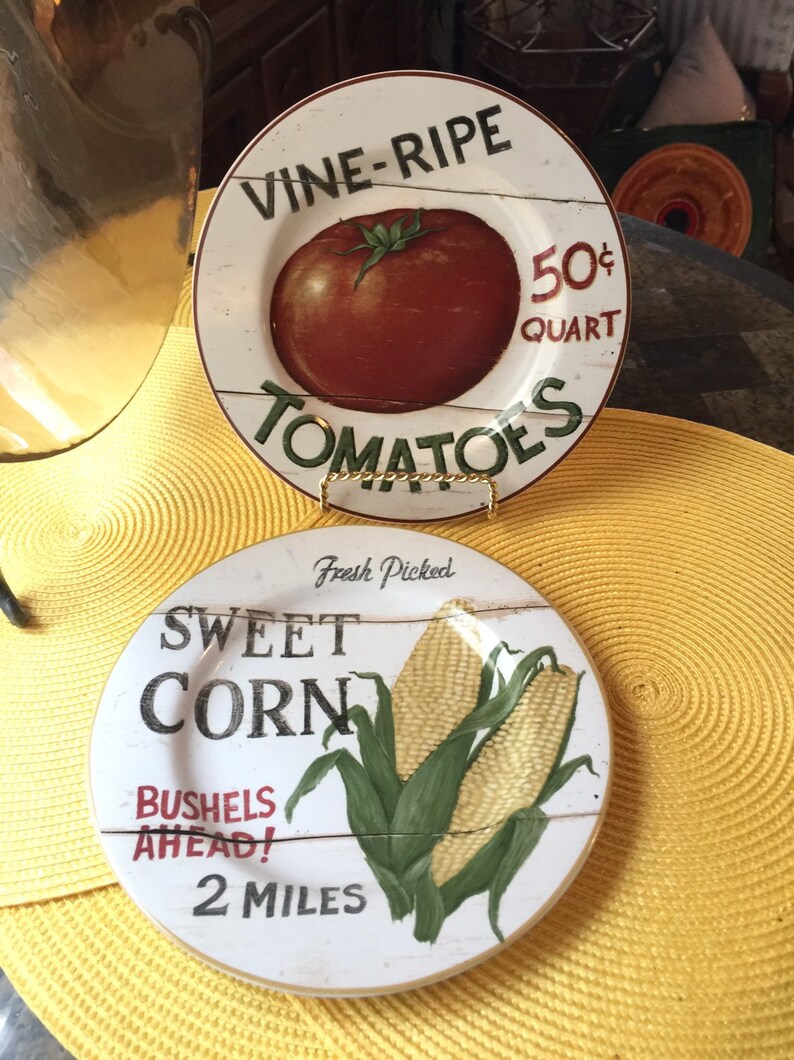 VINE-RIPE
50¢
QUART
TOMATOES
Fresh Picked
SWEET
CORN
BUSHELS
AHEAD!
2 MILES